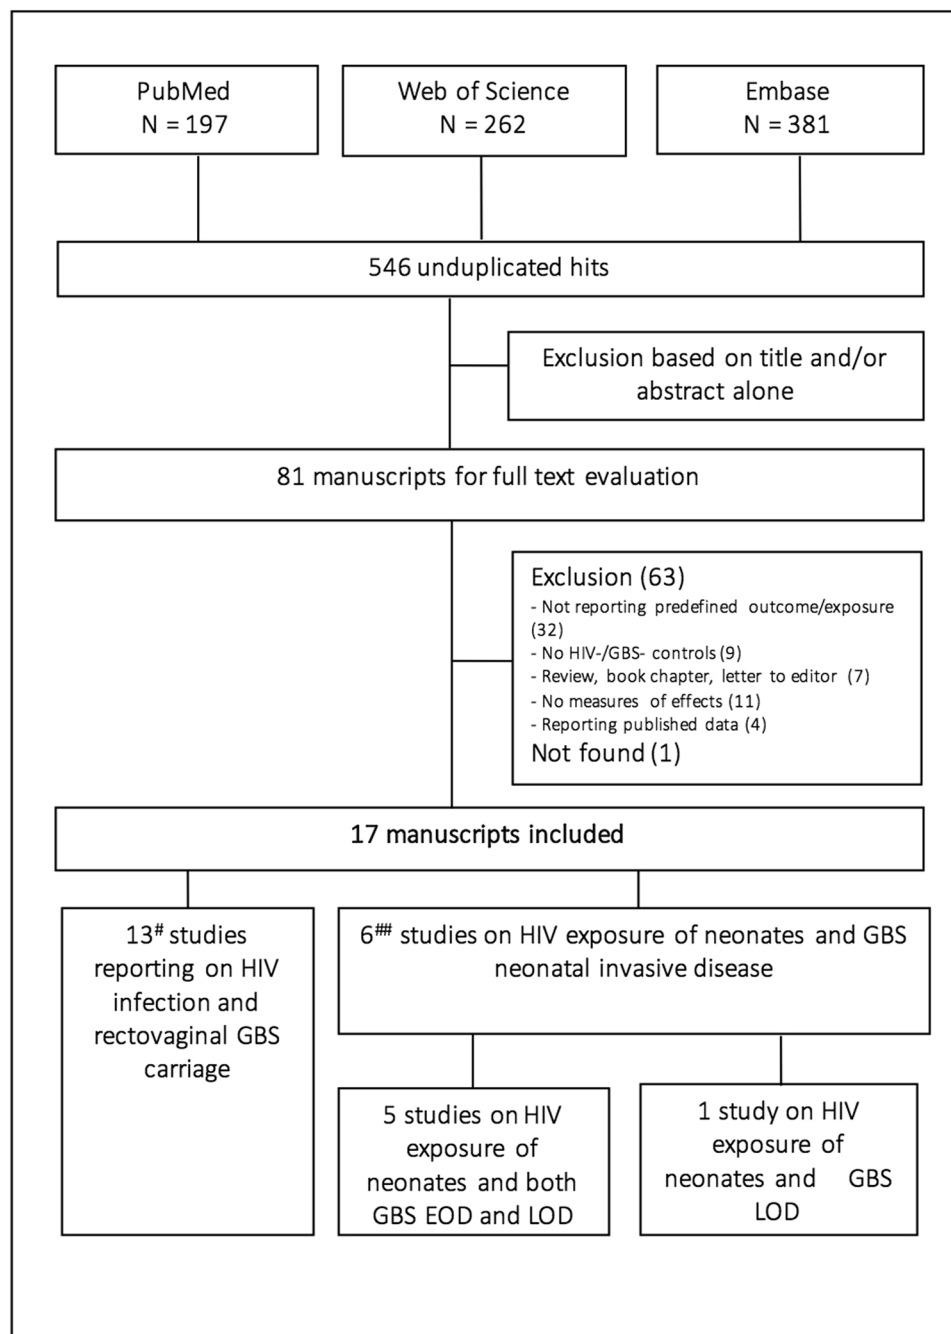 PubMed
N = 197
Web of Science
N = 262
Embase
N = 381
546 unduplicated hits
Exclusion based on title and/or
abstract alone
81 manuscripts for full text evaluation
Exclusion (63)
- Not reporting predefined outcome/exposure
(32)
- No HIV-/GBS- controls (9)
- Review, book chapter, letter to editor (7)
- No measures of effects (11)
- Reporting published data (4)
Not found (1)
17 manuscripts included
13# studies
reporting on HIV
infection and
rectovaginal GBS
carriage
6## studies on HIV exposure of neonates and GBS
neonatal invasive disease
5 studies on HIV
exposure of
neonates and both
GBS EOD and LOD
1 study on HIV
exposure of
neonates and GBS
LOD